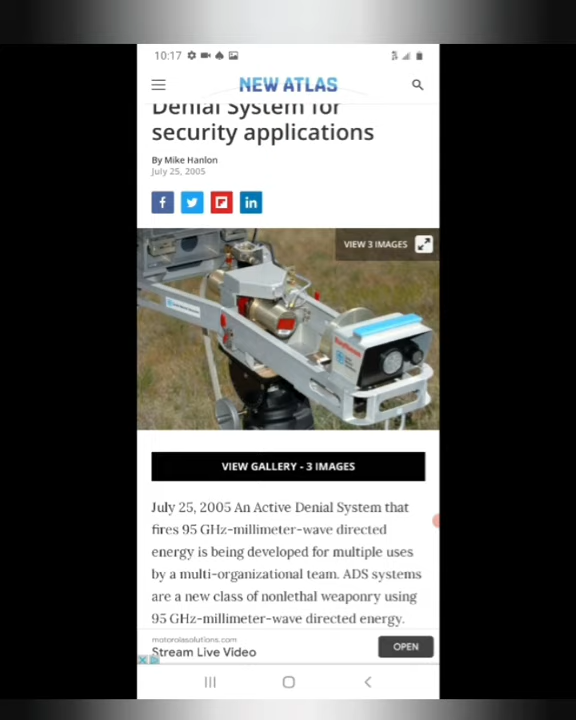 10:17
NEW ATLAS
Denial System for
security applications
By Mike Hanlon
July 25, 2005
f
in
VIEW 3 IMAGES
Raytheon
VIEW GALLERY - 3 IMAGES
July 25, 2005 An Active Denial System that
fires 95 GHz-millimeter-wave directed
energy is being developed for multiple uses
by a multi-organizational team. ADS systems
are a new class of nonlethal weaponry using
95 GHz-millimeter-wave directed energy.
motorolasolutions.com
Stream Live Video
OPEN